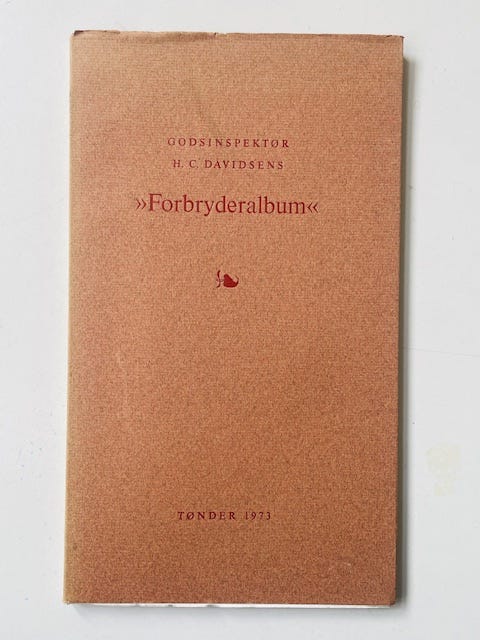 GODSINSPEKTØR
H. C. DAVIDSENS
»Forbryderalbum«
TØNDER 1973